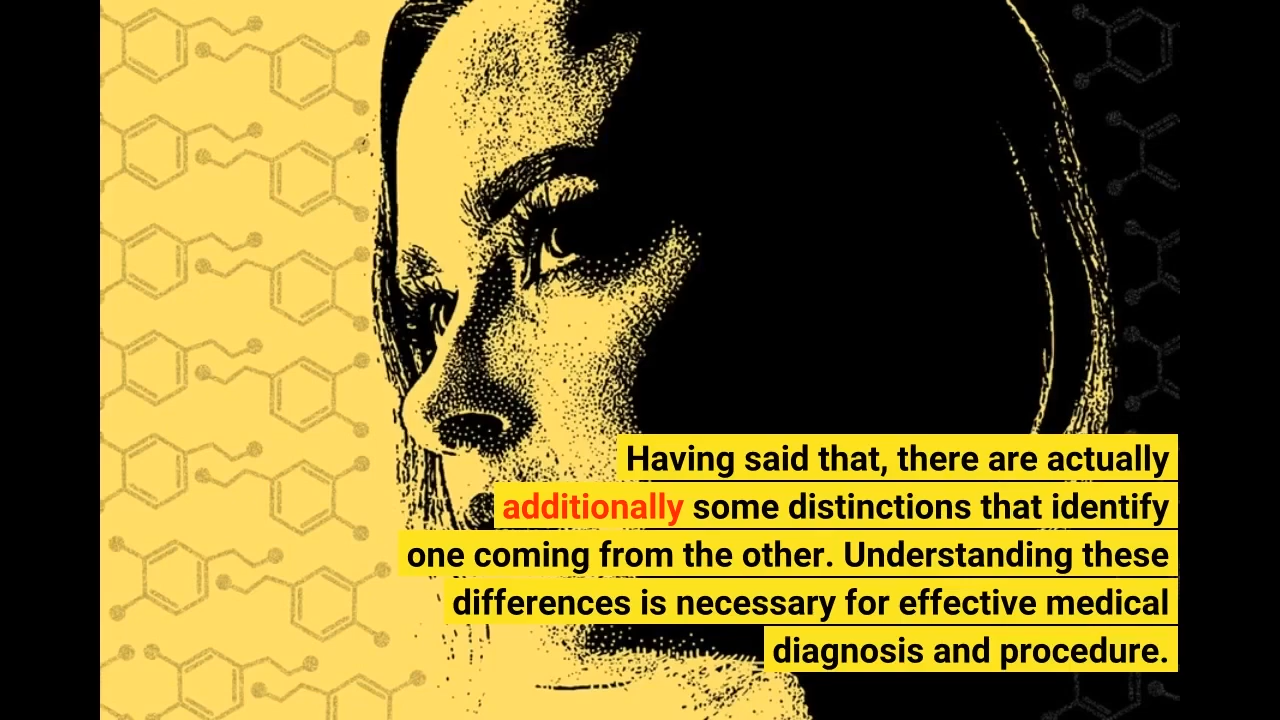 Having said that, there are actually
additionally some distinctions that identify
one coming from the other. Understanding these
differences is necessary for effective medical
diagnosis and procedure.